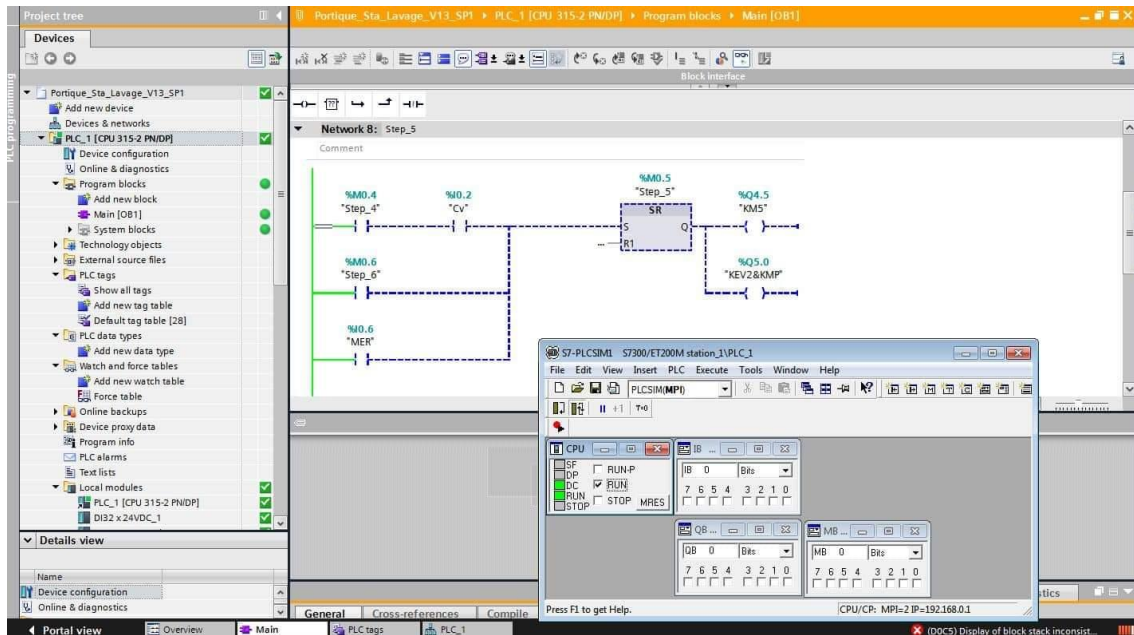 Project tree
Portique_Sta_Lavage_V13_SP1 ▸ PLC_1 [CPU 315-2 PN/DP] ▸ Program blocks ▸ Main [OB1]
Devices
PLC programming
Block interface
Portique_Sta_Lavage_V13_SP1
Add new device
Devices & networks
PLC_1 [CPU 315-2 PN/DP]
Device configuration
Online & diagnostics
Program blocks
Add new block
Main [OB1]
System blocks
Technology objects
External source files
PLC tags
Show all tags
Add new tag table
Default tag table [28]
PLC data types
Add new data type
Watch and force tables
Add new watch table
Force table
Online backups
Device proxy data
Program info
PLC alarms
Text lists
Local modules
PLC_1 [CPU 315-2 PN/DP]
DI32 x 24VDC_1
Details view
Name
Device configuration
Online & diagnostics
Network 8: Step_5
Comment
%M0.4
"Step_4"
%I0.2
"Cv"
%M0.5
"Step_5"
SR
S
Q
... R1
%Q4.5
"KM5"
%M0.6
"Step_6"
%Q5.0
"KEV2&KMP"
%I0.6
"MER"
S7-PLCSIM1 S7300/ET200M station_1\PLC_1
File Edit View Insert PLC Execute Tools Window Help
PLCSIM(MPI)
+1 T=0
CPU
SF
DP
DC
RUN
STOP
RUN-P
RUN
STOP
MRES
IB ...
IB 0 Bits
7 6 5 4 3 2 1 0
QB ...
QB 0 Bits
7 6 5 4 3 2 1 0
MB ...
MB 0 Bits
7 6 5 4 3 2 1 0
Press F1 to get Help.
CPU/CP: MPI=2 IP=192.168.0.1
General Cross-references Compile
stics
Portal view Overview Main PLC tags PLC_1
(D0C5) Display of block stack inconsist...